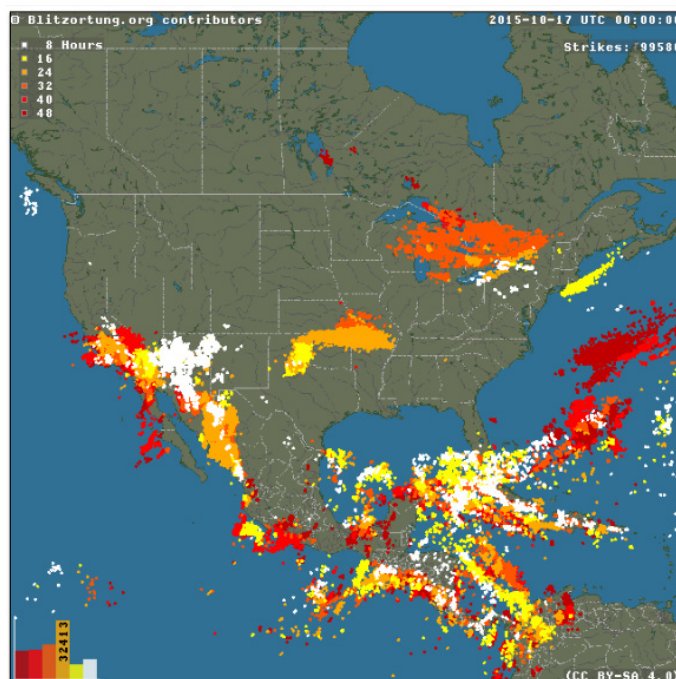 © Blitzortung.org contributors
2015-10-17 UTC 00:00:00
8 Hours
Strikes: 99580
16
24
32
40
48
32413
(CC BY-SA 4.0)